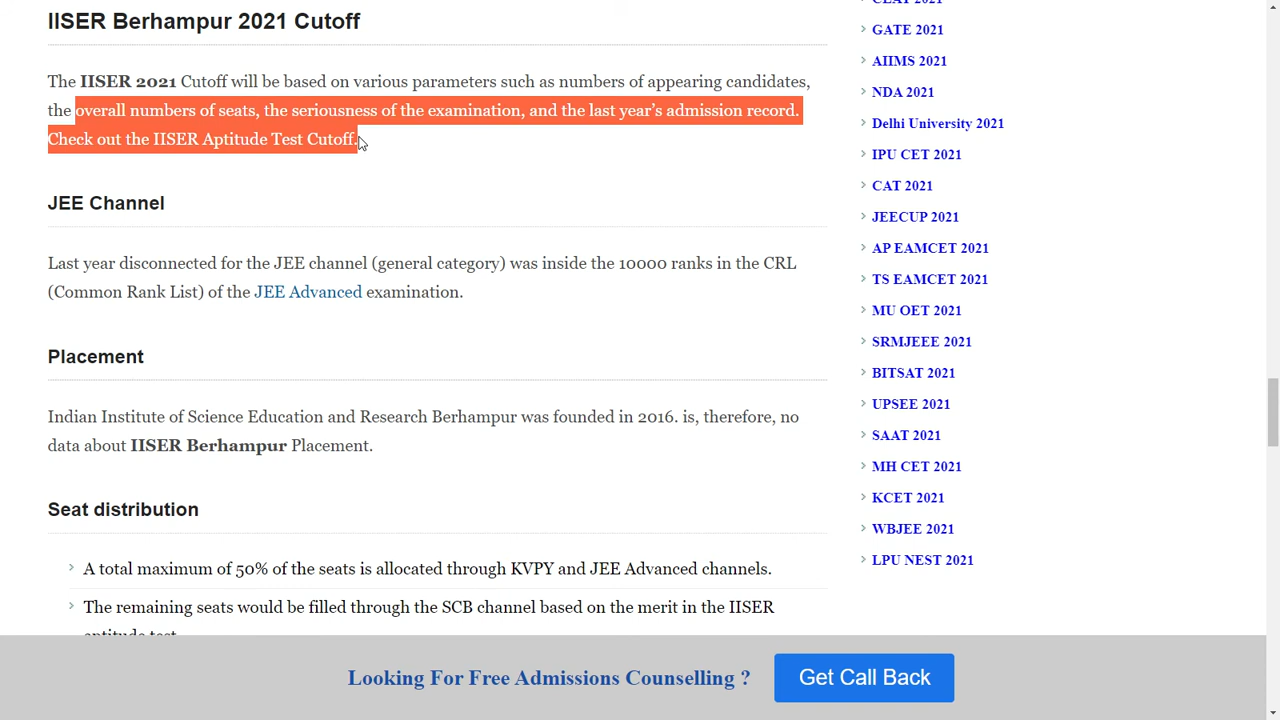 IISER Berhampur 2021 Cutoff
The IISER 2021 Cutoff will be based on various parameters such as numbers of appearing candidates,
the overall numbers of seats, the seriousness of the examination, and the last year's admission record.
Check out the IISER Aptitude Test Cutoff.
JEE Channel
Last year disconnected for the JEE channel (general category) was inside the 10000 ranks in the CRL
(Common Rank List) of the JEE Advanced examination.
Placement
Indian Institute of Science Education and Research Berhampur was founded in 2016. is, therefore, no
data about IISER Berhampur Placement.
Seat distribution
A total maximum of 50% of the seats is allocated through KVPY and JEE Advanced channels.
The remaining seats would be filled through the SCB channel based on the merit in the IISER
aptitude test
CLAT 2021
GATE 2021
AIIMS 2021
NDA 2021
Delhi University 2021
IPU CET 2021
CAT 2021
JEECUP 2021
AP EAMCET 2021
TS EAMCET 2021
MU OET 2021
SRMJEEE 2021
BITSAT 2021
UPSEE 2021
SAAT 2021
MH CET 2021
KCET 2021
WBJEE 2021
LPU NEST 2021
Looking For Free Admissions Counselling ?
Get Call Back